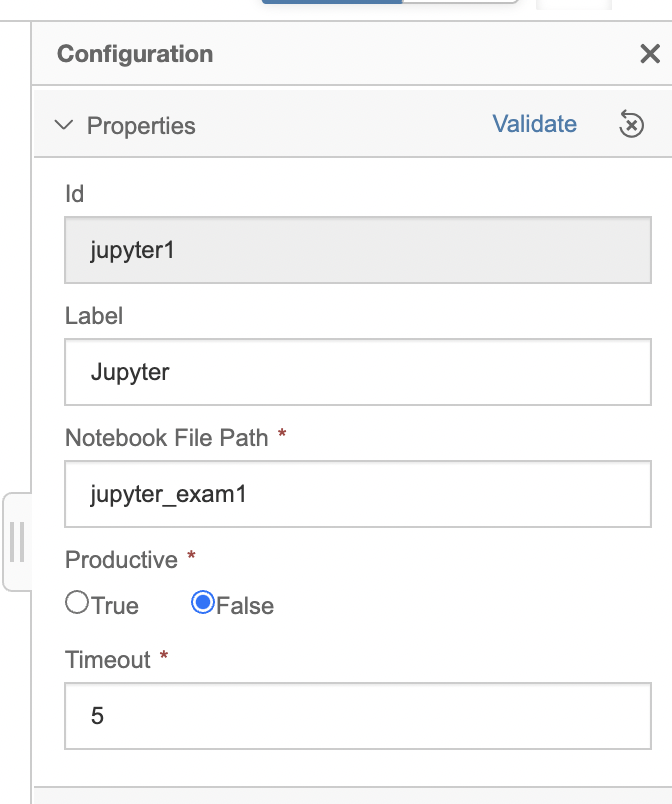 Configuration
Properties Validate
Id
jupyter1
Label
Jupyter
Notebook File Path *
jupyter_exam1
Productive *
True False
Timeout *
5